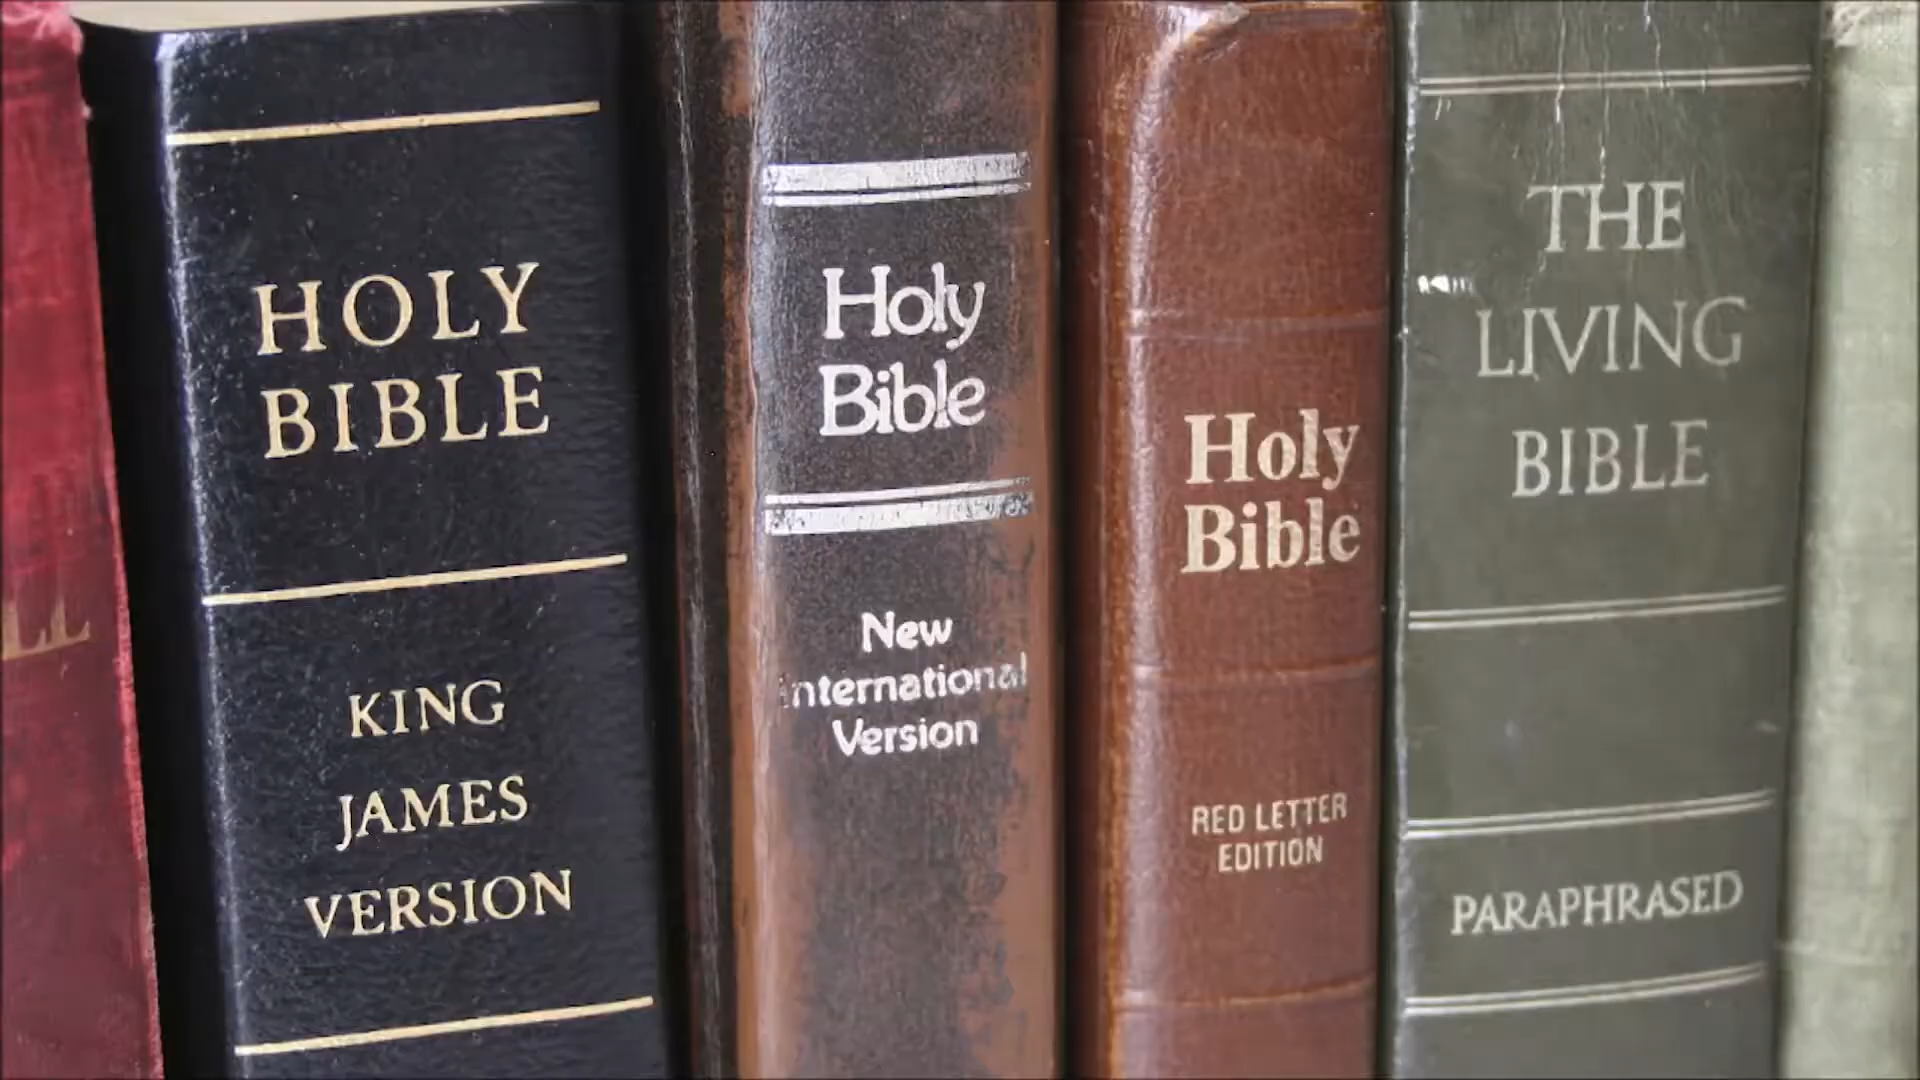 HOLY
BIBLE
KING
JAMES
VERSION
Holy
Bible
New
International
Version
Holy
Bible
RED LETTER
EDITION
THE
LIVING
BIBLE
PARAPHRASED